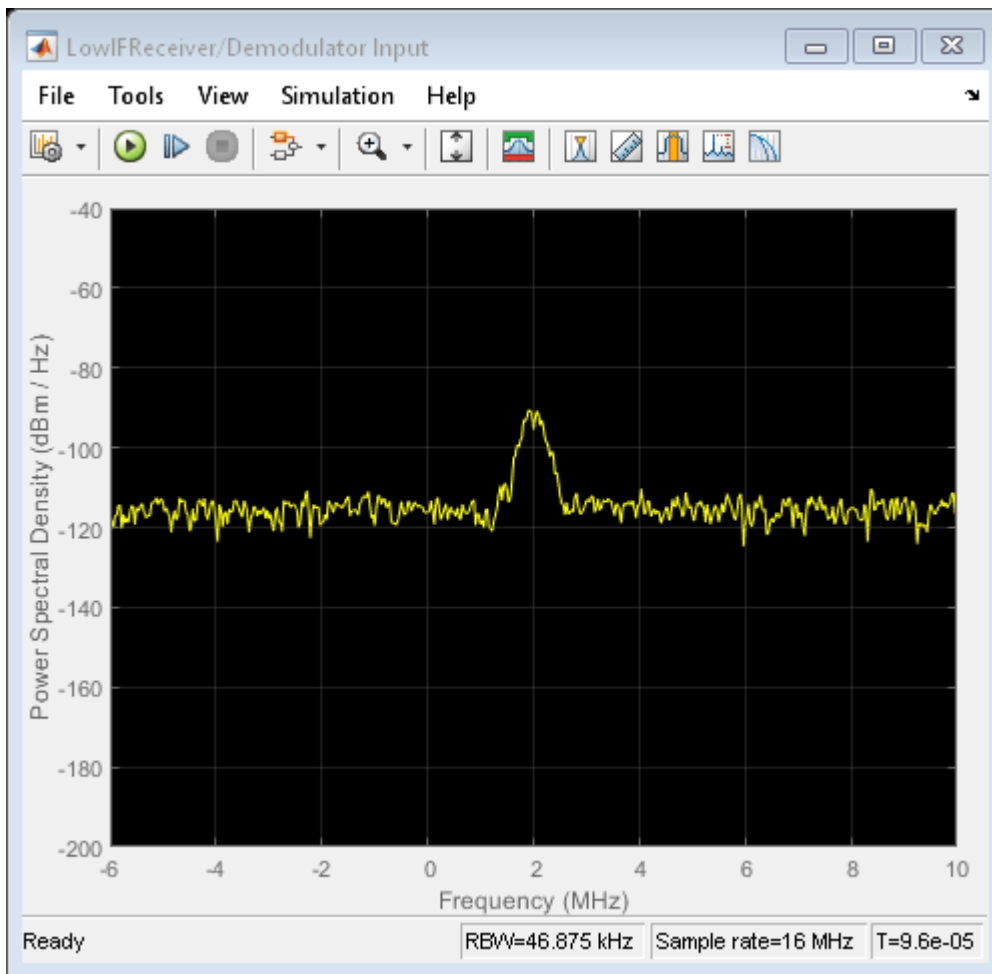 LowIFReceiver/Demodulator Input
File Tools View Simulation Help
Power Spectral Density (dBm / Hz)
-40
-60
-80
-100
-120
-140
-160
-180
-200
-6 -4 -2 0 2 4 6 8 10
Frequency (MHz)
Ready RBW=46.875 kHz Sample rate=16 MHz T=9.6e-05